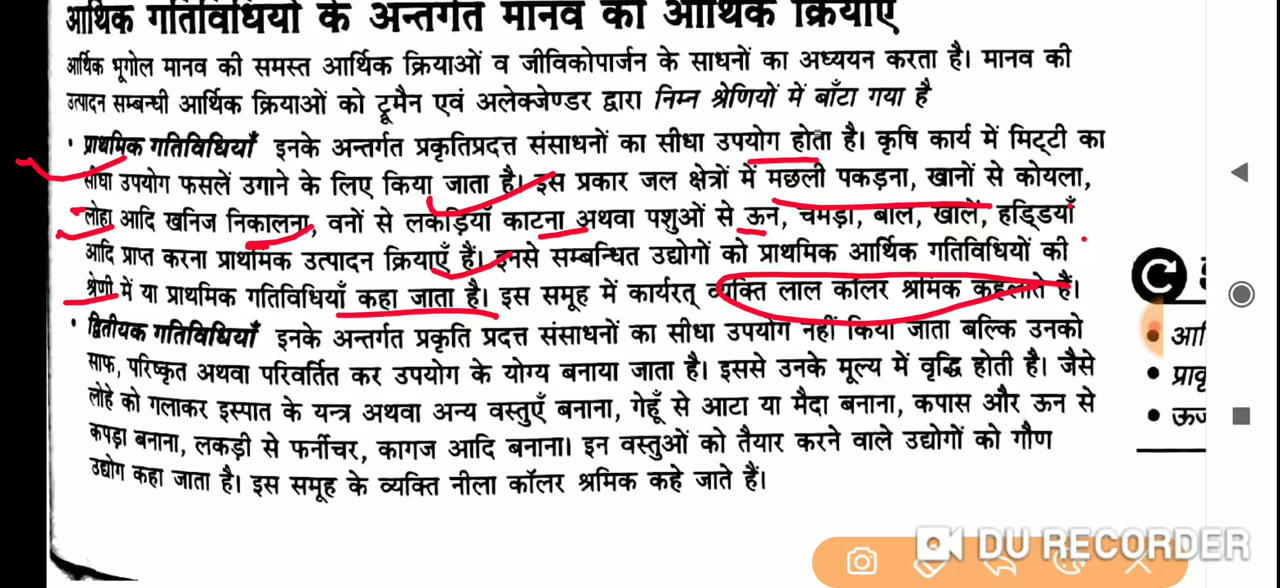 आर्थिक गतिविधियों के अन्तर्गत मानव की आर्थिक क्रियाएँ
आर्थिक भूगोल मानव की समस्त आर्थिक क्रियाओं व जीविकोपार्जन के साधनों का अध्ययन करता है। मानव की
उत्पादन सम्बन्धी आर्थिक क्रियाओं को ट्रूमैन एवं अलेक्जेण्डर द्वारा निम्न श्रेणियों में बाँटा गया है
• प्राथमिक गतिविधियाँ इनके अन्तर्गत प्रकृतिप्रदत्त संसाधनों का सीधा उपयोग होता है। कृषि कार्य में मिट्टी का
सीधा उपयोग फसलें उगाने के लिए किया जाता है। इस प्रकार जल क्षेत्रों में मछली पकड़ना, खानों से कोयला,
लोहा आदि खनिज निकालना, वनों से लकड़ियाँ काटना अथवा पशुओं से ऊन, चमड़ा, बाल, खालें, हड्डियाँ
आदि प्राप्त करना प्राथमिक उत्पादन क्रियाएँ हैं। इनसे सम्बन्धित उद्योगों को प्राथमिक आर्थिक गतिविधियों की
श्रेणी में या प्राथमिक गतिविधियाँ कहा जाता है। इस समूह में कार्यरत् व्यक्ति लाल कॉलर श्रमिक कहलाते हैं।
• द्वितीयक गतिविधियाँ इनके अन्तर्गत प्रकृति प्रदत्त संसाधनों का सीधा उपयोग नहीं किया जाता बल्कि उनको
साफ, परिष्कृत अथवा परिवर्तित कर उपयोग के योग्य बनाया जाता है। इससे उनके मूल्य में वृद्धि होती है। जैसे
लोहे को गलाकर इस्पात के यन्त्र अथवा अन्य वस्तुएँ बनाना, गेहूँ से आटा या मैदा बनाना, कपास और ऊन से
कपड़ा बनाना, लकड़ी से फर्नीचर, कागज आदि बनाना। इन वस्तुओं को तैयार करने वाले उद्योगों को गौण
उद्योग कहा जाता है। इस समूह के व्यक्ति नीला कॉलर श्रमिक कहे जाते हैं।
DU RECORDER